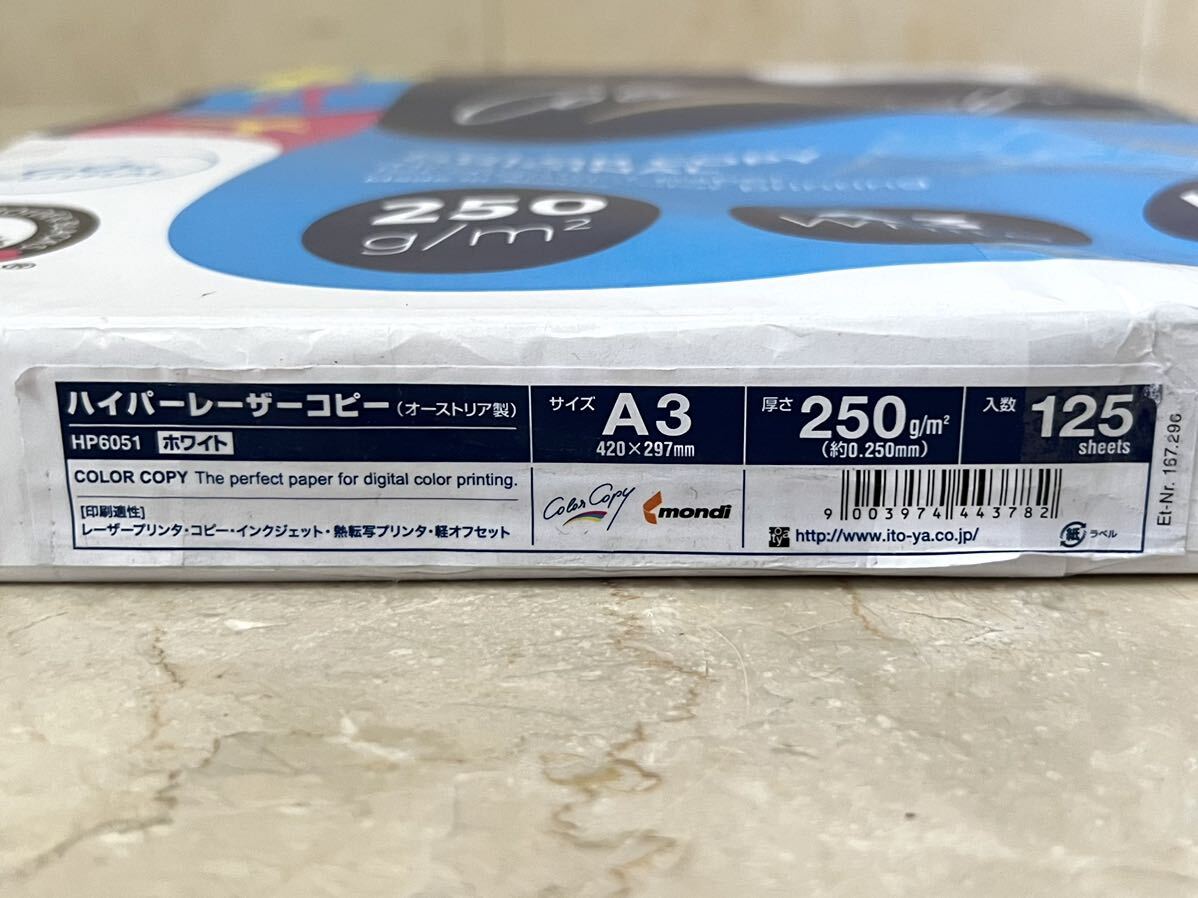 COLOR COPY
250
g/m²
®
ハイパーレーザーコピー(オーストリア製)
HP6051 ホワイト
COLOR COPY The perfect paper for digital color printing.
[印刷適性]
レーザープリンタ・コピー・インクジェット・熱転写プリンタ・軽オフセット
サイズ A3
420×297mm
厚さ 250g/m²
(約0.250mm)
入数 125
sheets
Color Copy
mondi
9 003974 443782
ito-ya http://www.ito-ya.co.jp/
紙 ラベル
Et-Nr. 167.296